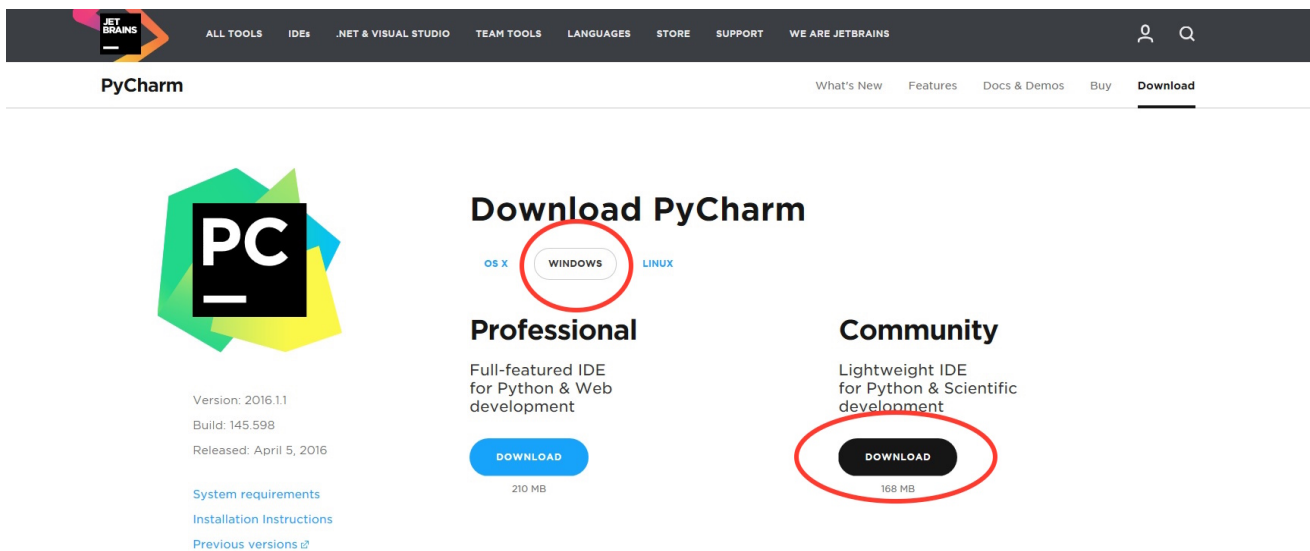 JET
BRAINS
ALL TOOLS IDEs .NET & VISUAL STUDIO TEAM TOOLS LANGUAGES STORE SUPPORT WE ARE JETBRAINS
PyCharm What's New Features Docs & Demos Buy Download
PC
Download PyCharm
OS X WINDOWS LINUX
Professional
Full-featured IDE
for Python & Web
development
DOWNLOAD
210 MB
Community
Lightweight IDE
for Python & Scientific
development
DOWNLOAD
168 MB
Version: 2016.1.1
Build: 145.598
Released: April 5, 2016
System requirements
Installation Instructions
Previous versions